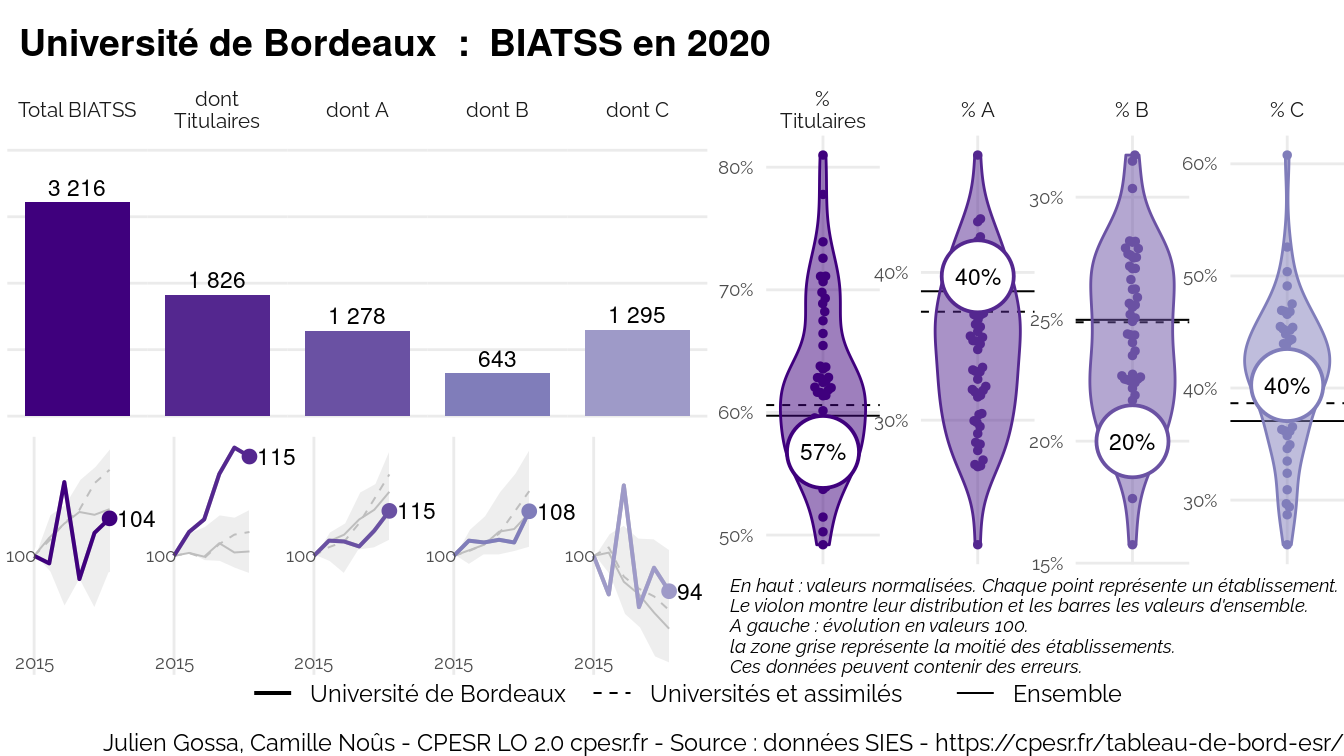 Université de Bordeaux : BIATSS en 2020
Total BIATSS
dont
Titulaires
dont A
dont B
dont C
%
Titulaires
% A
% B
% C
3 216
1 826
1 278
643
1 295
80%
70%
60%
50%
57%
40%
30%
40%
30%
25%
20%
15%
20%
60%
50%
40%
30%
40%
100
104
2015
100
115
2015
100
115
2015
100
108
2015
100
94
2015
En haut : valeurs normalisées. Chaque point représente un établissement.
Le violon montre leur distribution et les barres les valeurs d'ensemble.
A gauche : évolution en valeurs 100.
la zone grise représente la moitié des établissements.
Ces données peuvent contenir des erreurs.
Université de Bordeaux
Universités et assimilés
Ensemble
Julien Gossa, Camille Noûs - CPESR LO 2.0 cpesr.fr - Source : données SIES - https://cpesr.fr/tableau-de-bord-esr/